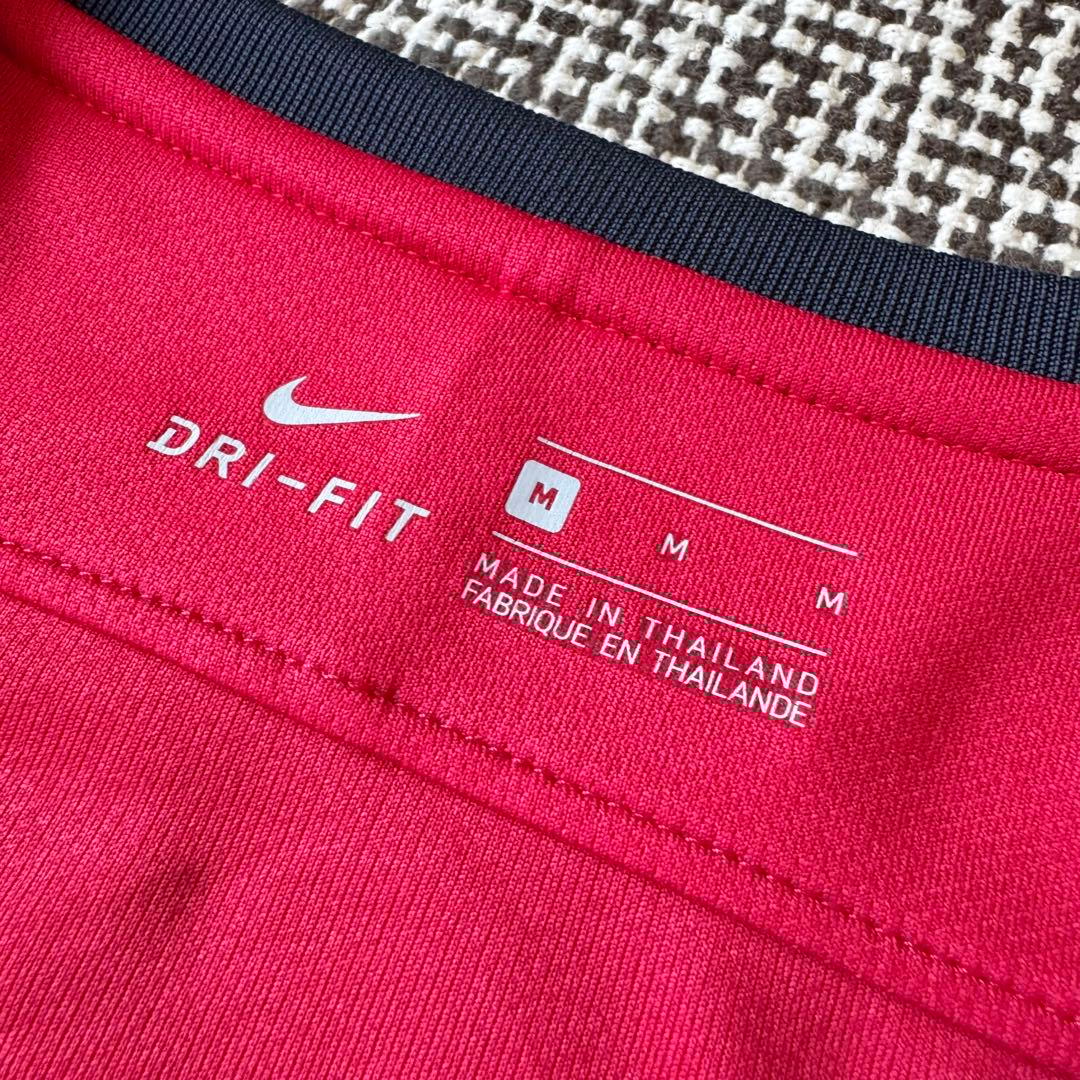 DRI-FIT
M
M
M
MADE IN THAILAND
FABRIQUE EN THAILANDE